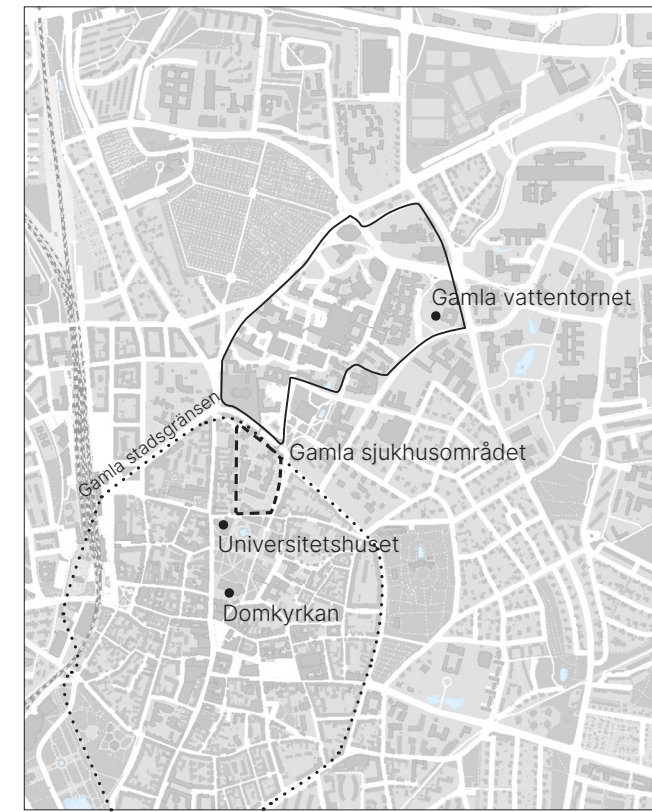 Gamla vattentornet
Gamla stadsgränsen
Gamla sjukhusområdet
Universitetshuset
Domkyrkan